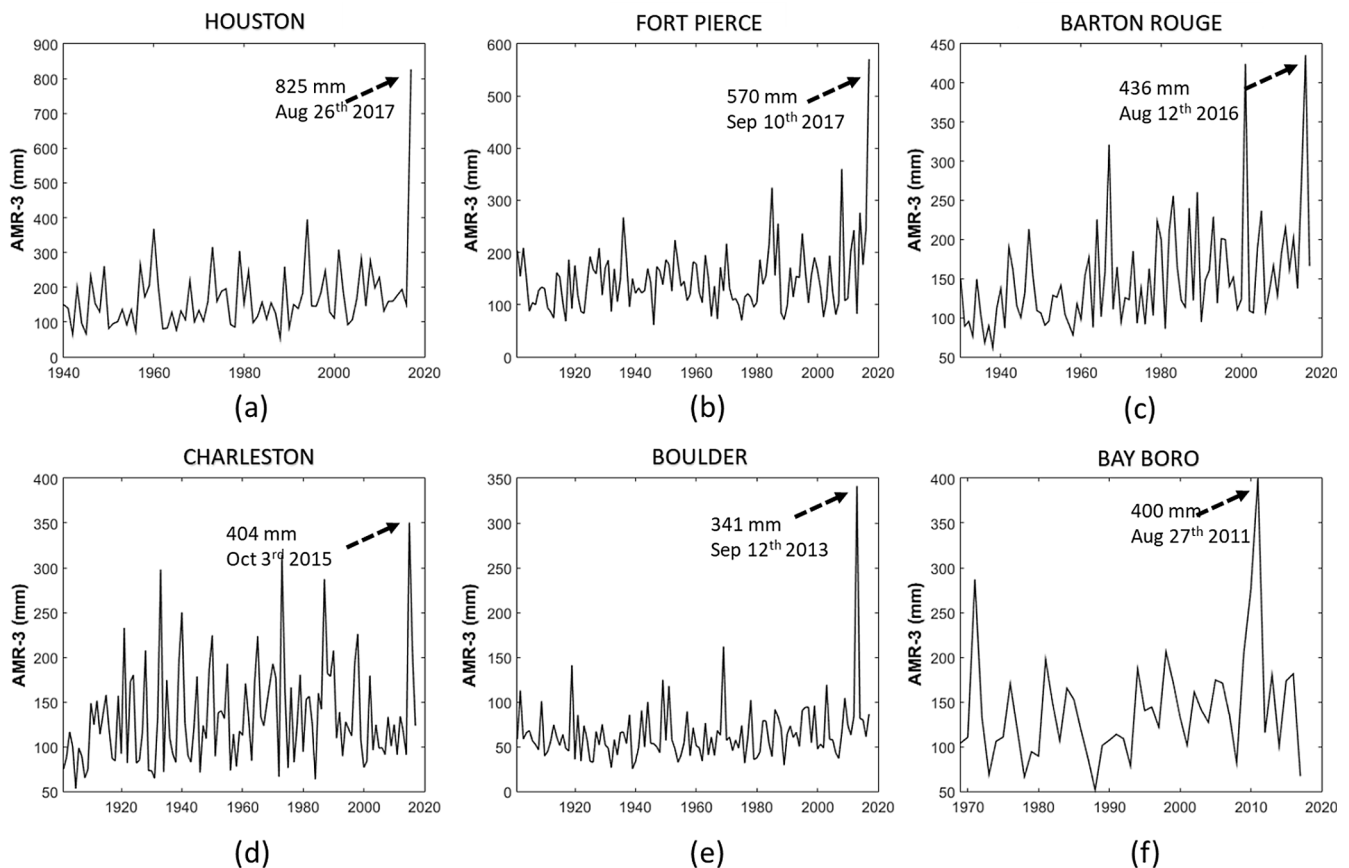 HOUSTON
900
800
700
600
500
400
300
200
100
0
AMR-3 (mm)
825 mm
Aug 26th 2017
1940
1960
1980
2000
2020
(a)
FORT PIERCE
600
500
400
300
200
100
0
AMR-3 (mm)
570 mm
Sep 10th 2017
1920
1940
1960
1980
2000
2020
(b)
BARTON ROUGE
450
400
350
300
250
200
150
100
50
AMR-3 (mm)
436 mm
Aug 12th 2016
1940
1960
1980
2000
2020
(c)
CHARLESTON
400
350
300
250
200
150
100
50
AMR-3 (mm)
404 mm
Oct 3rd 2015
1920
1940
1960
1980
2000
2020
(d)
BOULDER
350
300
250
200
150
100
50
0
AMR-3 (mm)
341 mm
Sep 12th 2013
1920
1940
1960
1980
2000
2020
(e)
BAY BORO
400
350
300
250
200
150
100
50
AMR-3 (mm)
400 mm
Aug 27th 2011
1970
1980
1990
2000
2010
2020
(f)